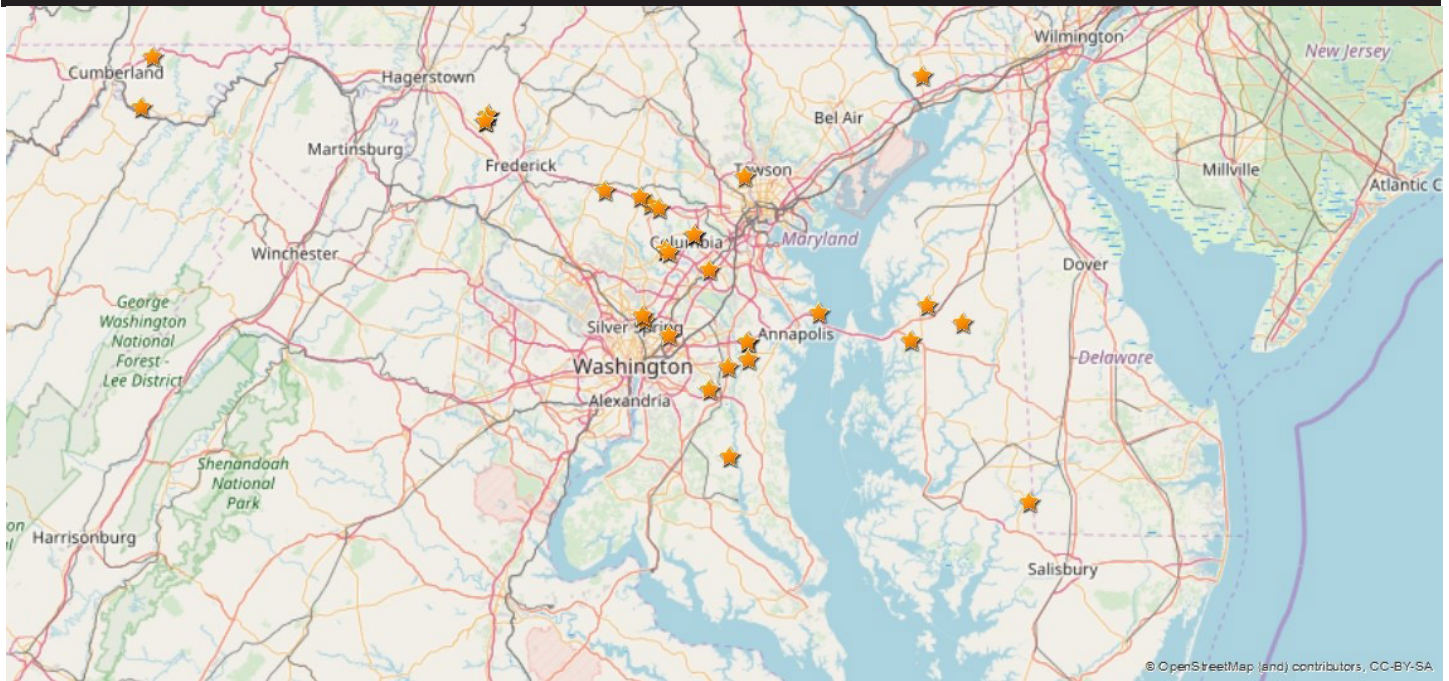 Wilmington
New Jersey
Cumberland
Hagerstown
Bel Air
Martinsburg
Frederick
Towson
Millville
Atlantic C
Columbia
Maryland
Winchester
Dover
George
Washington
National
Forest -
Lee District
Silver Spring
Annapolis
Washington
Delaware
Alexandria
Shenandoah
National
Park
on
al
Harrisonburg
Salisbury
© OpenStreetMap (and) contributors, CC-BY-SA